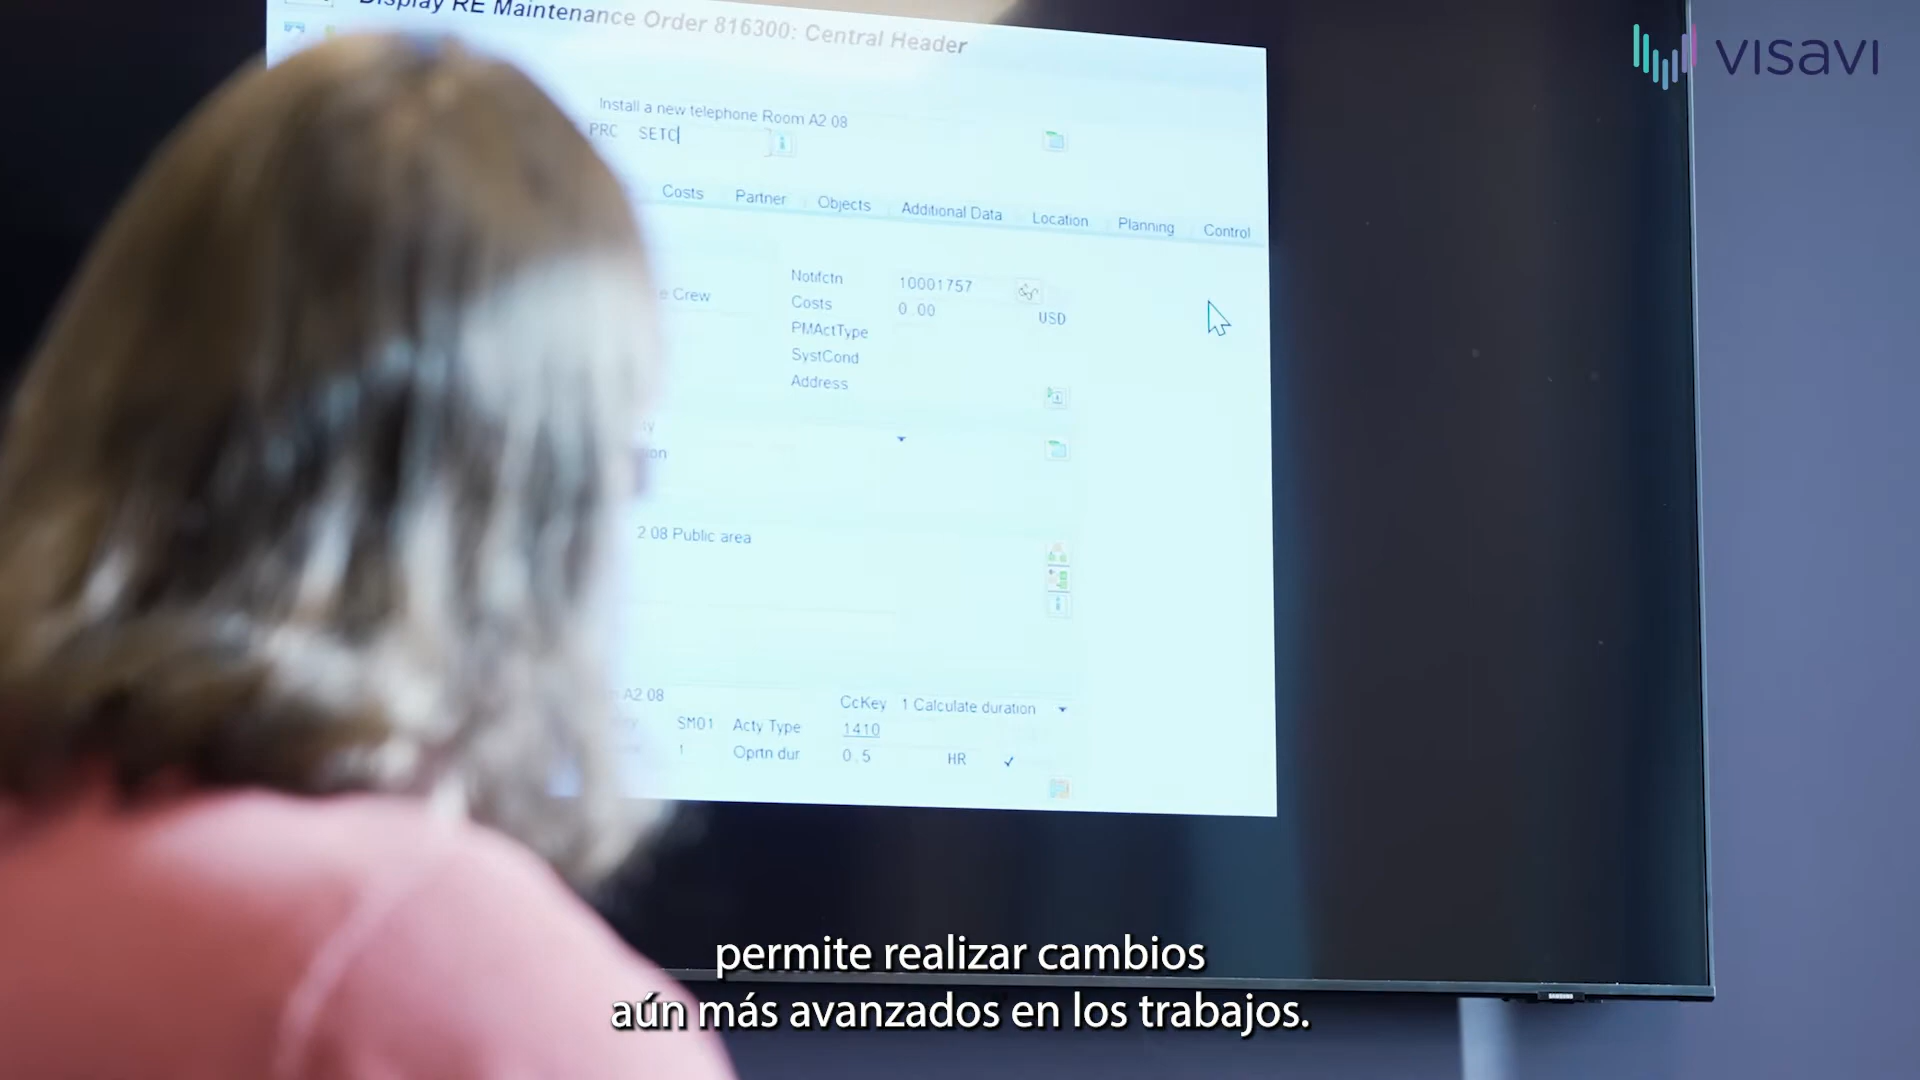 Display RE Maintenance Order 816300: Central Header
visavi
Install a new telephone Room A2 08
PRC SETC
Costs Partner Objects Additional Data Location Planning Control
Notifctn 10001757
e Crew
Costs 0.00 USD
PMActType
SystCond
Address
ion
2 08 Public area
A2 08
CcKey 1 Calculate duration
SM01 Acty Type 1410
1 Oprtn dur 0.5 HR
permite realizar cambios
aún más avanzados en los trabajos.
SAMSUNG